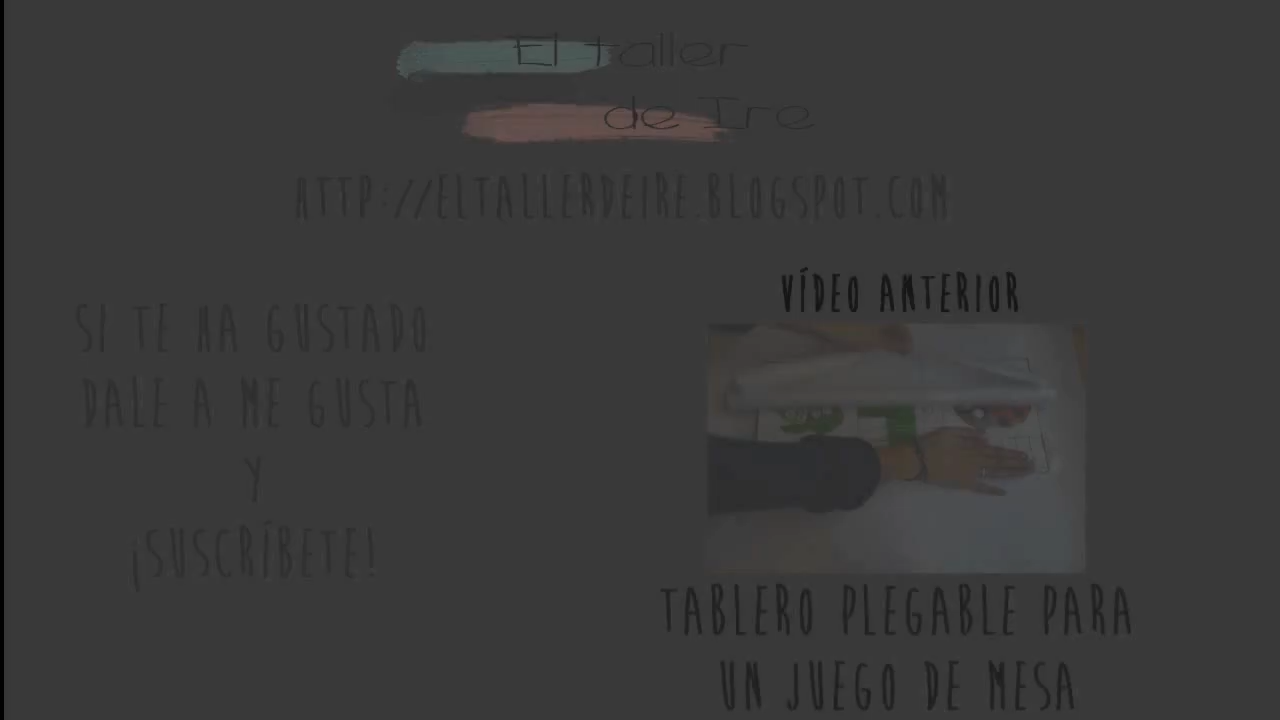 El taller
de Ire
HTTP://ELTALLERDEIRE.BLOGSPOT.COM
SI TE HA GUSTADO
DALE A ME GUSTA
Y
¡SUSCRÍBETE!
VÍDEO ANTERIOR
TABLERO PLEGABLE PARA
UN JUEGO DE MESA